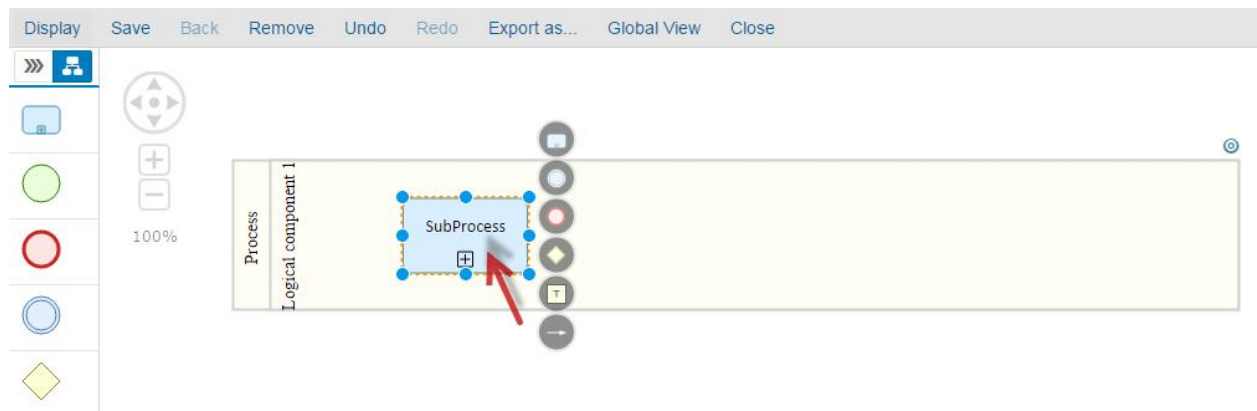 Display Save Back Remove Undo Redo Export as... Global View Close
100%
Process
Logical component 1
SubProcess
T